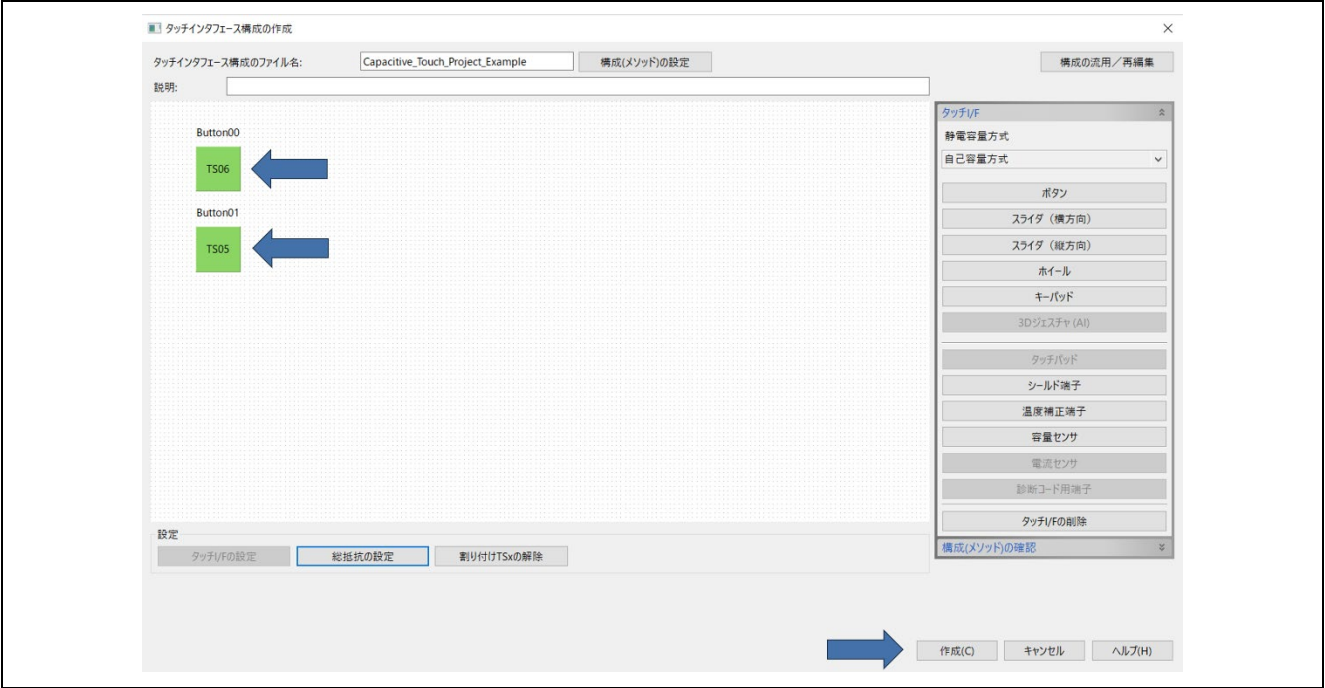 タッチインタフェース構成の作成
タッチインタフェース構成のファイル名: Capacitive_Touch_Project_Example 構成(メソッド)の設定 構成の流用/再編集
説明:
Button00
TS06
Button01
TS05
タッチI/F
静電容量方式
自己容量方式
ボタン
スライダ（横方向）
スライダ（縦方向）
ホイール
キーパッド
3Dジェスチャ(AI)
タッチパッド
シールド端子
温度補正端子
容量センサ
電流センサ
診断コード用端子
タッチI/Fの削除
構成(メソッド)の確認
設定
タッチI/Fの設定 総抵抗の設定 割り付けTSxの解除
作成(C) キャンセル ヘルプ(H)